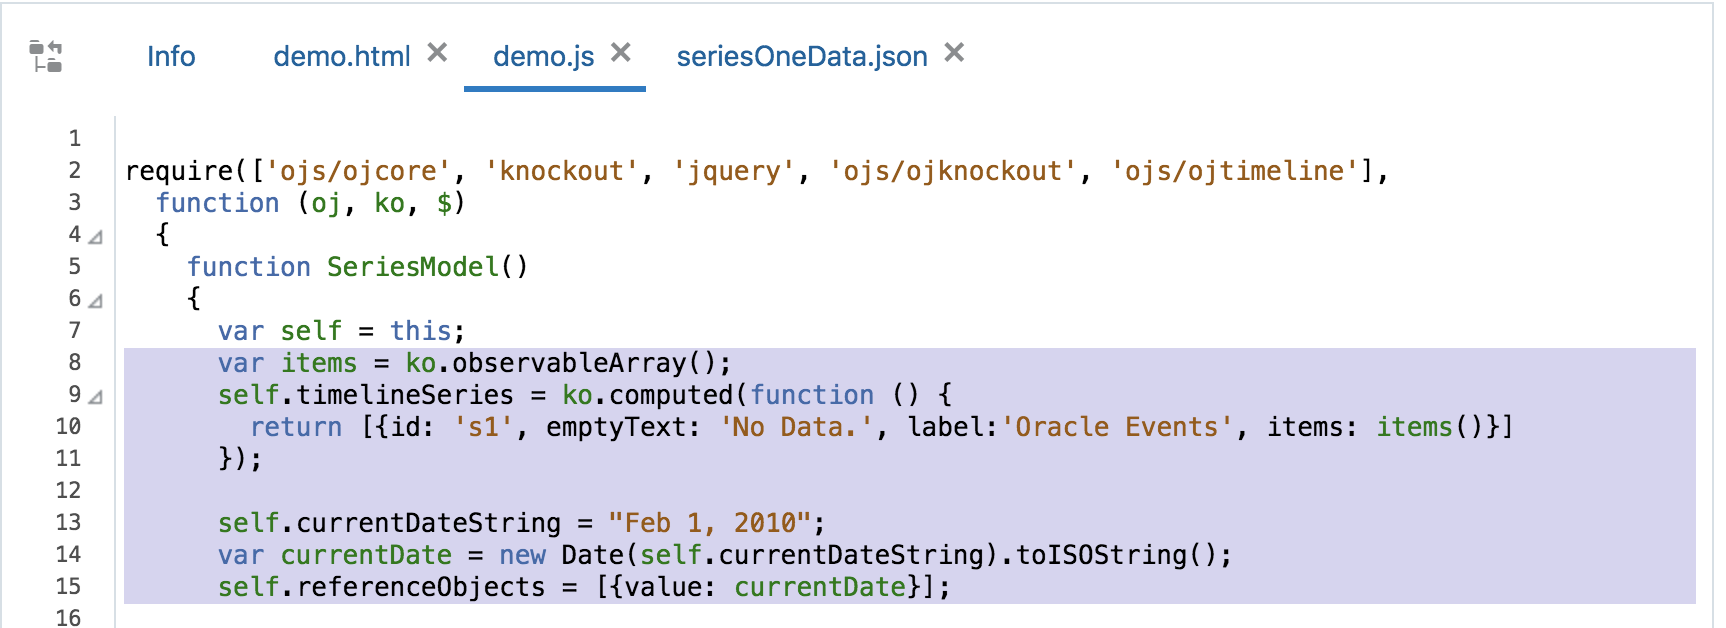 Info demo.html ✕ demo.js ✕ seriesOneData.json ✕
1
2 require(['ojs/ojcore', 'knockout', 'jquery', 'ojs/ojknockout', 'ojs/ojtimeline'],
3 function (oj, ko, $)
4 {
5 function SeriesModel()
6 {
7 var self = this;
8 var items = ko.observableArray();
9 self.timelineSeries = ko.computed(function () {
10 return [{id: 's1', emptyText: 'No Data.', label:'Oracle Events', items: items()}]
11 });
12
13 self.currentDateString = "Feb 1, 2010";
14 var currentDate = new Date(self.currentDateString).toISOString();
15 self.referenceObjects = [{value: currentDate}];
16